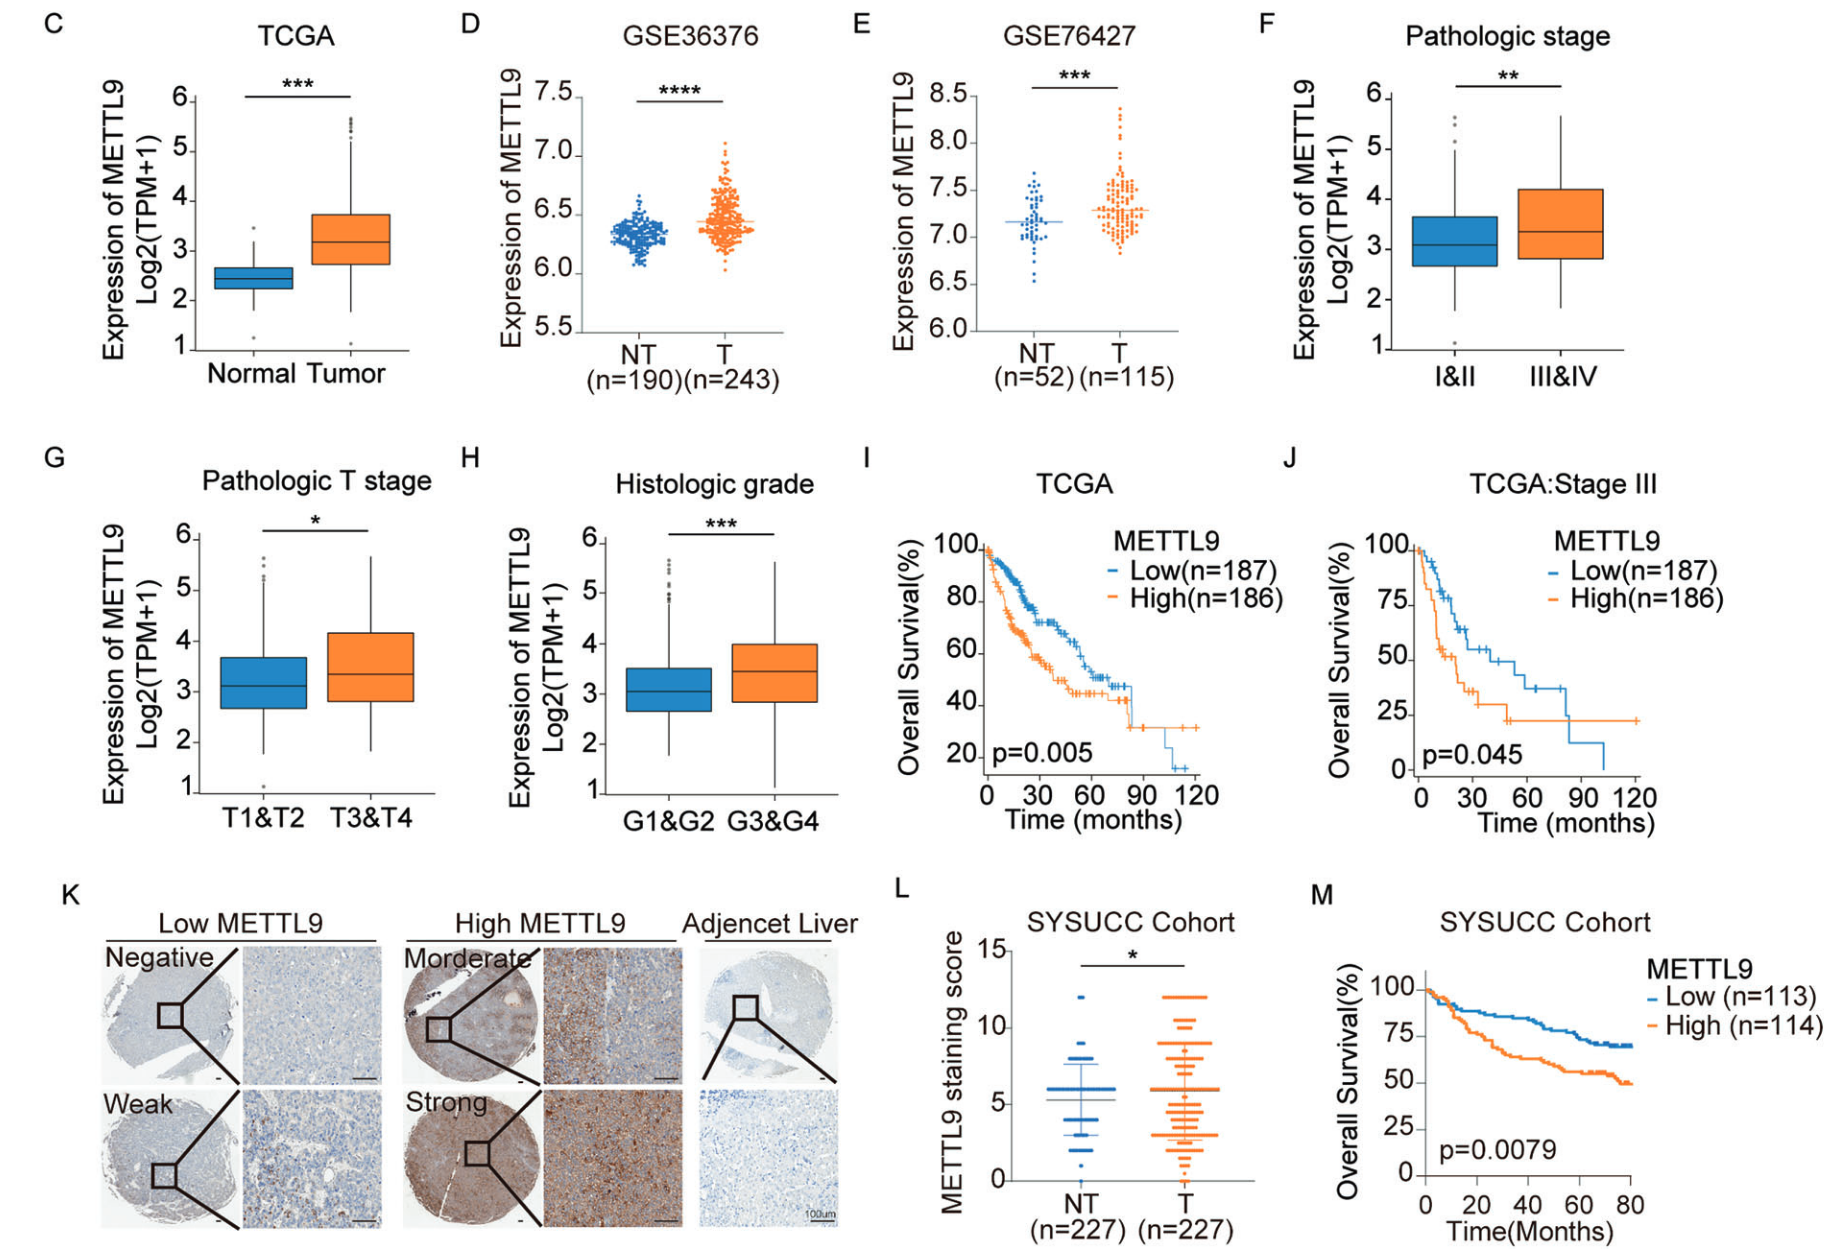 C
TCGA
Expression of METTL9
Log2(TPM+1)
6
5
4
3
2
1
***
Normal Tumor
D
GSE36376
Expression of METTL9
7.5
7.0
6.5
6.0
5.5
****
NT T
(n=190)(n=243)
E
GSE76427
Expression of METTL9
8.5
8.0
7.5
7.0
6.5
6.0
***
NT T
(n=52) (n=115)
F
Pathologic stage
Expression of METTL9
Log2(TPM+1)
6
5
4
3
2
1
**
I&II III&IV
G
Pathologic T stage
Expression of METTL9
Log2(TPM+1)
6
5
4
3
2
1
*
T1&T2 T3&T4
H
Histologic grade
Expression of METTL9
Log2(TPM+1)
6
5
4
3
2
1
***
G1&G2 G3&G4
I
TCGA
METTL9
Low(n=187)
High(n=186)
Overall Survival(%)
100
80
60
40
20
p=0.005
0 30 60 90 120
Time (months)
J
TCGA:Stage III
METTL9
Low(n=187)
High(n=186)
Overall Survival(%)
100
75
50
25
0
p=0.045
0 30 60 90 120
Time (months)
K
Low METTL9
High METTL9
Adjencet Liver
Negative
Morderate
Weak
Strong
100um
L
SYSUCC Cohort
METTL9 staining score
15
10
5
0
*
NT T
(n=227) (n=227)
M
SYSUCC Cohort
METTL9
Low (n=113)
High (n=114)
Overall Survival(%)
100
75
50
25
0
p=0.0079
0 20 40 60 80
Time(Months)